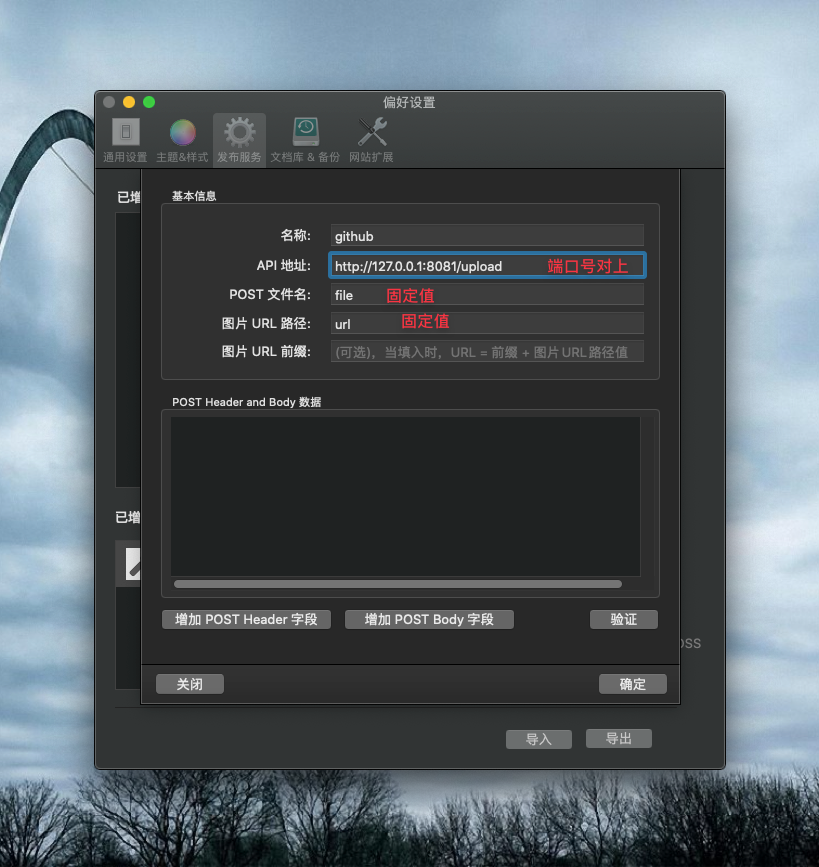 偏好设置
通用设置 主题&样式 发布服务 文档库 & 备份 网站扩展
已增
基本信息
名称: github
API 地址: http://127.0.0.1:8081/upload 端口号对上
POST 文件名: file 固定值
图片 URL 路径: url 固定值
图片 URL 前缀: (可选)，当填入时，URL = 前缀 + 图片URL路径值
POST Header and Body 数据
已增
增加 POST Header 字段 增加 POST Body 字段 验证
OSS
关闭 确定
导入 导出